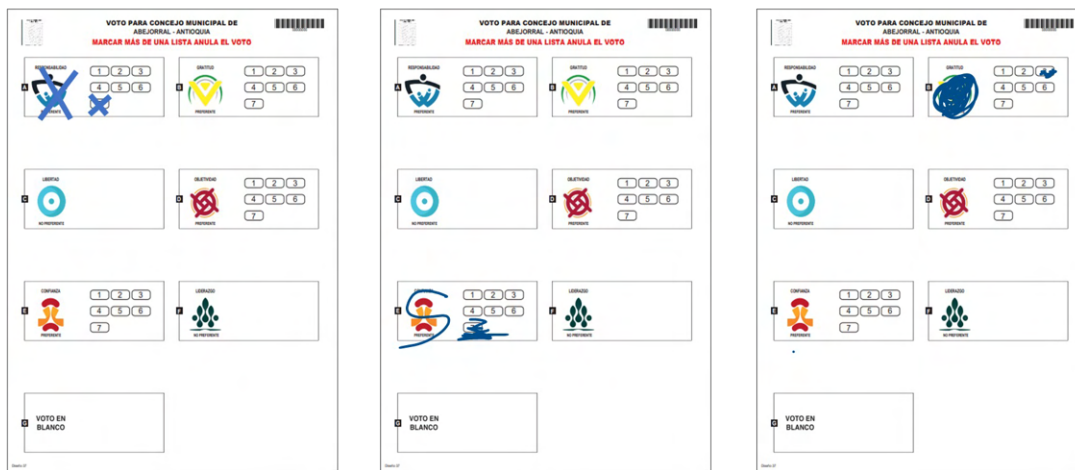 VOTO PARA CONCEJO MUNICIPAL DE
ABEJORRAL - ANTIOQUIA
MARCAR MÁS DE UNA LISTA ANULA EL VOTO
A
RESPONSABILIDAD
1 2 3
4 5 6
PREFERENTE
B
GRATITUD
1 2 3
4 5 6
7
PREFERENTE
C
LIBERTAD
NO PREFERENTE
D
OBJETIVIDAD
1 2 3
4 5 6
7
PREFERENTE
E
CONFIANZA
1 2 3
4 5 6
7
PREFERENTE
F
LIDERAZGO
NO PREFERENTE
G
VOTO EN
BLANCO
VOTO PARA CONCEJO MUNICIPAL DE
ABEJORRAL - ANTIOQUIA
MARCAR MÁS DE UNA LISTA ANULA EL VOTO
A
RESPONSABILIDAD
1 2 3
4 5 6
7
PREFERENTE
B
GRATITUD
1 2 3
4 5 6
7
PREFERENTE
C
LIBERTAD
NO PREFERENTE
D
OBJETIVIDAD
1 2 3
4 5 6
7
PREFERENTE
E
1 2 3
4 5 6
PREFERENTE
F
LIDERAZGO
NO PREFERENTE
G
VOTO EN
BLANCO
VOTO PARA CONCEJO MUNICIPAL DE
ABEJORRAL - ANTIOQUIA
MARCAR MÁS DE UNA LISTA ANULA EL VOTO
A
RESPONSABILIDAD
1 2 3
4 5 6
7
PREFERENTE
B
GRATITUD
1 2
4 5 6
7
PREFERENTE
C
LIBERTAD
NO PREFERENTE
D
OBJETIVIDAD
1 2 3
4 5 6
7
PREFERENTE
E
CONFIANZA
1 2 3
4 5 6
7
PREFERENTE
F
LIDERAZGO
NO PREFERENTE
G
VOTO EN
BLANCO